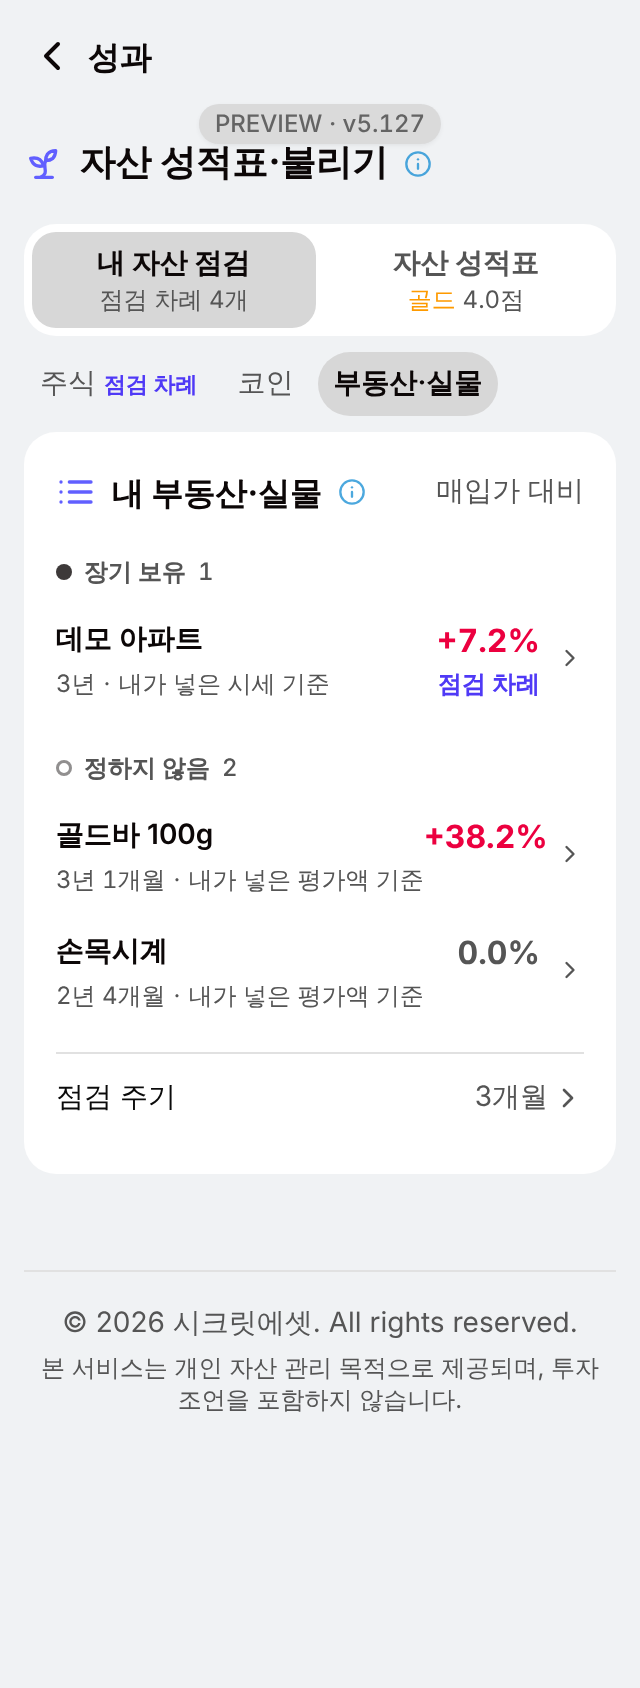 성과
PREVIEW · v5.127
자산 성적표·불리기
내 자산 점검
점검 차례 4개
자산 성적표
골드 4.0점
주식 점검 차례 코인 부동산·실물
내 부동산·실물 매입가 대비
장기 보유 1
데모 아파트 +7.2%
3년 · 내가 넣은 시세 기준 점검 차례
정하지 않음 2
골드바 100g +38.2%
3년 1개월 · 내가 넣은 평가액 기준
손목시계 0.0%
2년 4개월 · 내가 넣은 평가액 기준
점검 주기 3개월
© 2026 시크릿에셋. All rights reserved.
본 서비스는 개인 자산 관리 목적으로 제공되며, 투자
조언을 포함하지 않습니다.